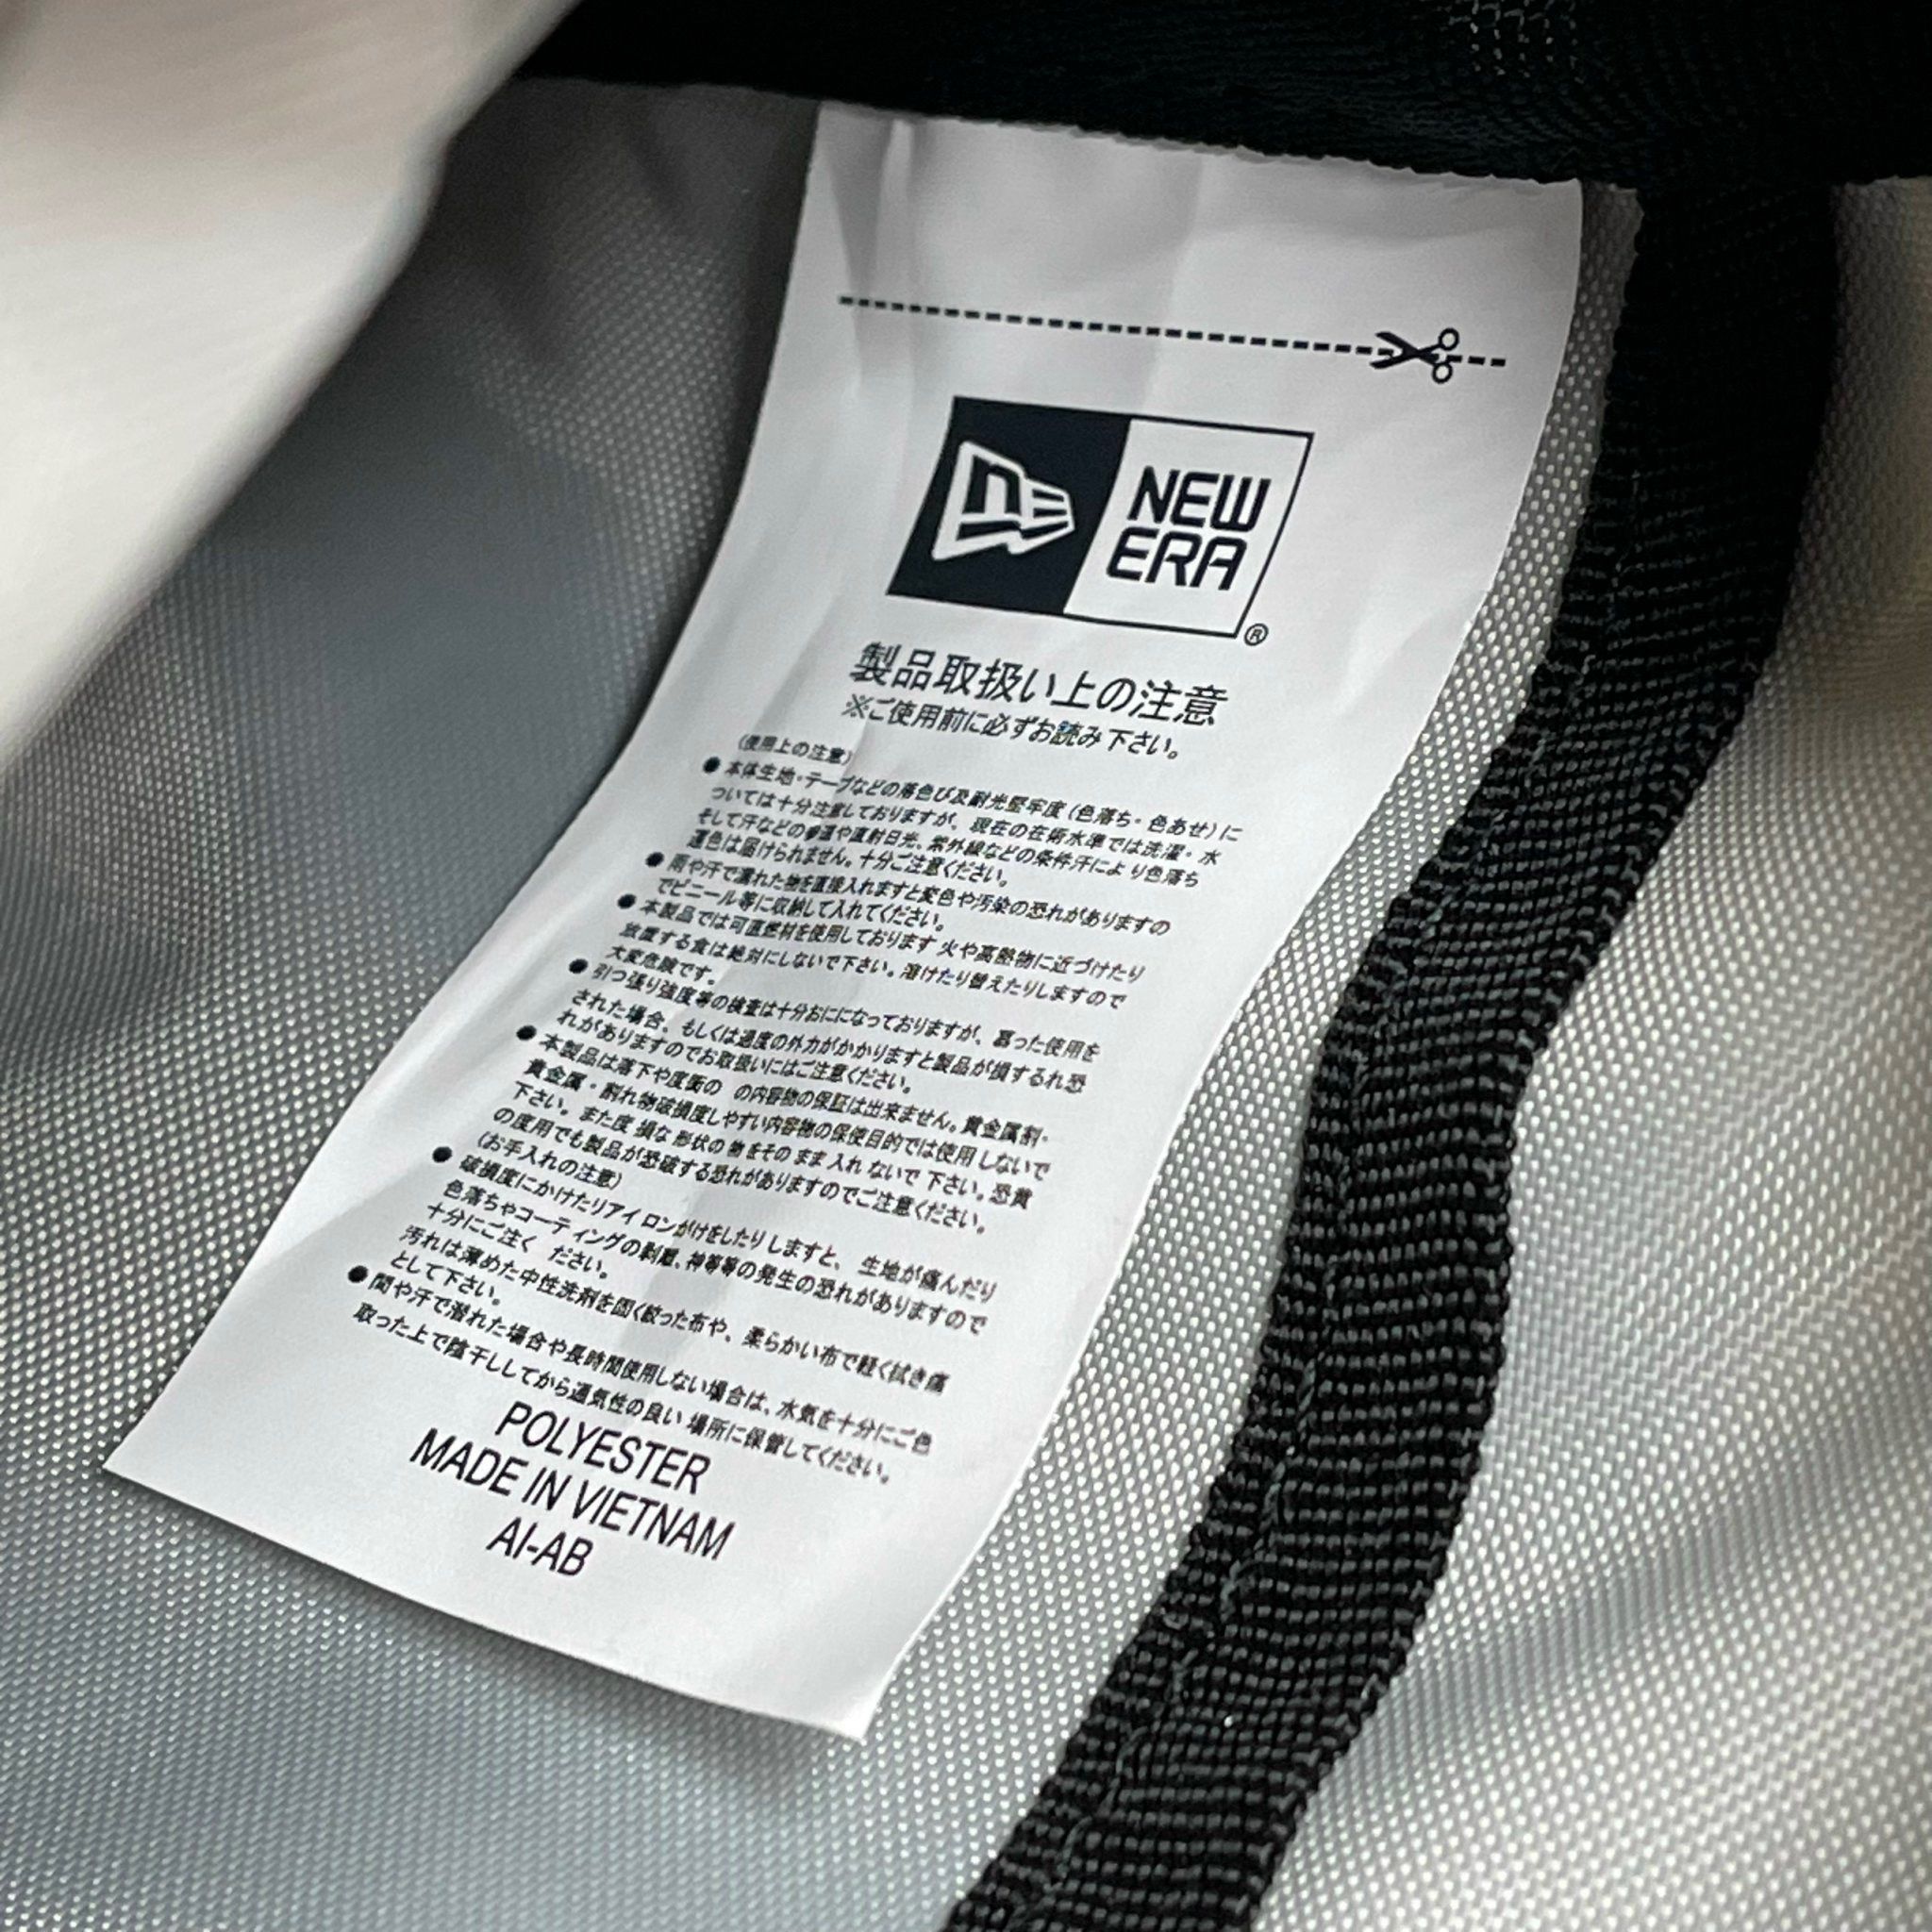 ne NEW
ERA
®
製品取扱い上の注意
※ご使用前に必ずお読み下さい。
(使用上の注意)
● 本体生地・テープなどの落色び及耐光堅牢度(色落ち・色あせ)に
ついては十分注意しておりますが、現在の在術水準では洗濯・水
そして汗などの温や直射日光、紫外線などの条件汗により色落ち
色は届けられません。十分ご注意ください。
● 雨や汗で濡れた物を直接入れますと変色や汚染の恐れがありますの
でビニール等に収納して入れてください。
● 本製品では可直燃材を使用しております 火や高熱物に近づけたり
放置する食は絶対にしないで下さい。溶けたり替えたりしますので
大変危険です。
● 引つ張り強度等の検査は十分おにになっておりますが、った使用を
された場合、もしくは過度の外力がかかりますと製品が損するれ恐
れがありますのでお取扱いにはご注意ください。
● 本製品は落下や度衝の の内容物の保証は出来ません。貴金属割・
貴金属・割れ物破損度しやすい内容物の保使目的では使用しないで
下さい。また度 損な 形状の 物 をその まま 入れ ないで 下さい。恐貴
の度用でも製品が恐破する恐れがありますのでご注意ください。
(お手入れの注意)
● 破損度にかけたりアイロンがけをしたりしますと、 生地が痛んだり
色落ちやコーティングの剥離、等等の発生の恐れがありますので
十分にご注く ださい。
汚れは薄めた中性洗剤を固く絞った布や、柔らかい布で軽く拭き痛
として下さい。
● 間や汗で潜れた場合や長時間使用しない場合は、水気を十分にご色
取った上で陰干ししてから通気性の良い 場所に保管してください。
POLYESTER
MADE IN VIETNAM
AI-AB